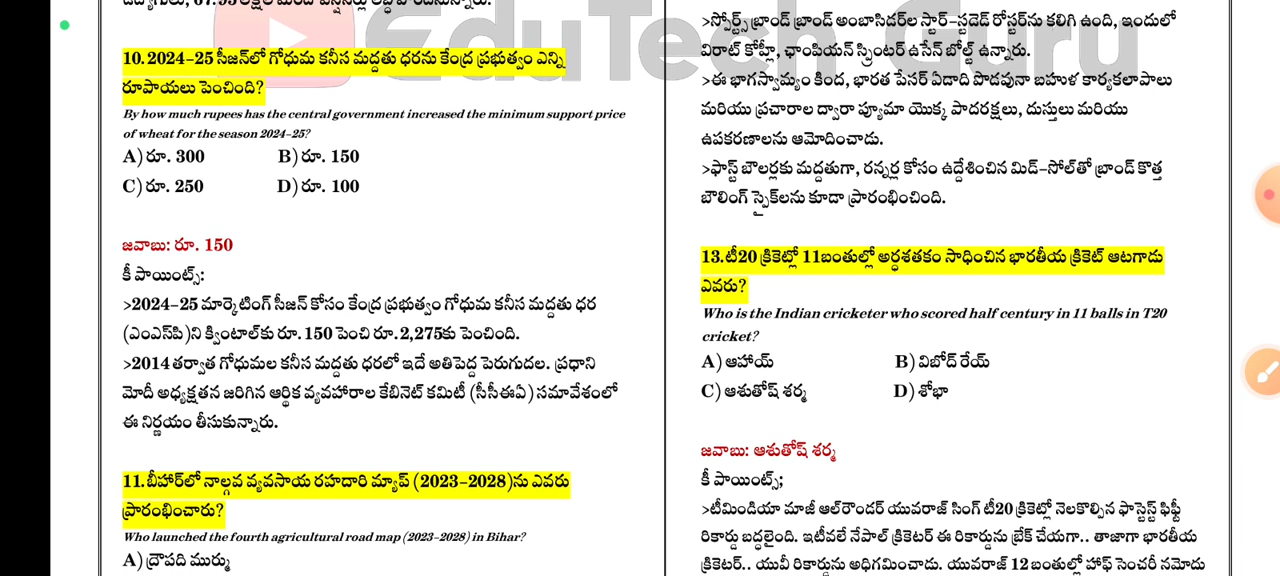 10. 2024-25 సీజన్‌లో గోధుమ కనీస మద్దతు ధరను కేంద్ర ప్రభుత్వం ఎన్ని
రూపాయలు పెంచింది?
By how much rupees has the central government increased the minimum support price
of wheat for the season 2024-25?
A) రూ. 300 B) రూ. 150
C) రూ. 250 D) రూ. 100
జవాబు: రూ. 150
కీ పాయింట్స్:
>2024-25 మార్కెటింగ్ సీజన్ కోసం కేంద్ర ప్రభుత్వం గోధుమ కనీస మద్దతు ధర
(ఎంఎస్‌పి)ని క్వింటాల్‌కు రూ. 150 పెంచి రూ.2,275కు పెంచింది.
>2014 తర్వాత గోధుమల కనీస మద్దతు ధరలో ఇదే అతిపెద్ద పెరుగుదల. ప్రధాని
మోదీ అధ్యక్షతన జరిగిన ఆర్థిక వ్యవహారాల కేబినెట్ కమిటీ (సీసీఈఏ) సమావేశంలో
ఈ నిర్ణయం తీసుకున్నారు.
11. బీహార్‌లో నాల్గవ వ్యవసాయ రహదారి మ్యాప్ (2023-2028)ను ఎవరు
ప్రారంభించారు?
Who launched the fourth agricultural road map (2023-2028) in Bihar?
A) ద్రౌపది ముర్ము
EduTech Guru
>స్పోర్ట్స్ బ్రాండ్ బ్రాండ్ అంబాసిడర్‌ల స్టార్-స్టడెడ్ రోస్టర్‌ను కలిగి ఉంది, ఇందులో
విరాట్ కోహ్లీ, ఛాంపియన్ స్ప్రింటర్ ఉసేన్ బోల్ట్ ఉన్నారు.
>ఈ భాగస్వామ్యం కింద, భారత పేసర్ ఏడాది పొడవునా బహుళ కార్యకలాపాలు
మరియు ప్రచారాల ద్వారా ప్యూమా యొక్క పాదరక్షలు, దుస్తులు మరియు
ఉపకరణాలను ఆమోదించాడు.
>ఫాస్ట్ బౌలర్లకు మద్దతుగా, రన్నర్ల కోసం ఉద్దేశించిన మిడ్-సోల్‌తో బ్రాండ్ కొత్త
బౌలింగ్ స్పైక్‌లను కూడా ప్రారంభించింది.
13. టీ20 క్రికెట్లో 11బంతుల్లో అర్ధశతకం సాధించిన భారతీయ క్రికెట్ ఆటగాడు
ఎవరు?
Who is the Indian cricketer who scored half century in 11 balls in T20
cricket?
A) ఆహాయ్ B) విబోద్ రేయ్
C) ఆశుతోష్ శర్మ D) శోభా
జవాబు: ఆశుతోష్ శర్మ
కీ పాయింట్స్;
>టీమిండియా మాజీ ఆల్‌రౌండర్ యువరాజ్ సింగ్ టీ20 క్రికెట్లో నెలకొల్పిన ఫాస్టెస్ట్ ఫిఫ్టీ
రికార్డు బద్దలైంది. ఇటీవలే నేపాల్ క్రికెటర్ ఈ రికార్డును బ్రేక్ చేయగా.. తాజాగా భారతీయ
క్రికెటర్.. యువీ రికార్డును అధిగమించాడు. యువరాజ్ 12 బంతుల్లో హాఫ్ సెంచరీ నమోదు